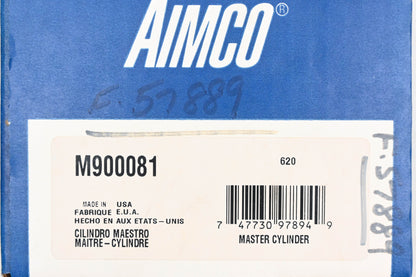 AIMCO®
F.57889
M900081
620
MADE IN USA
FABRIQUE E.U.A.
HECHO EN AUX ETATS-UNIS
CILINDRO MAESTRO
MAITRE-CYLINDRE
7 47730 97894 9
MASTER CYLINDER
F.57889